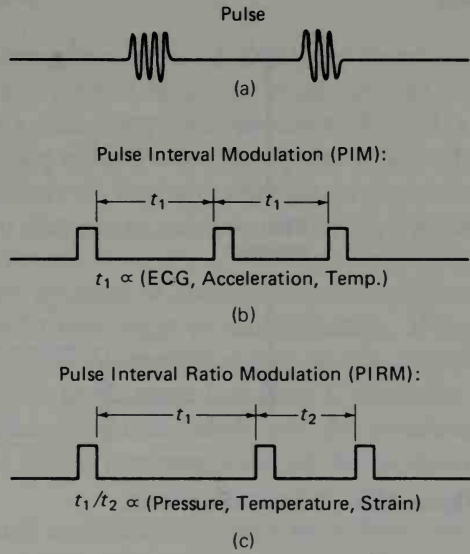 Pulse
(a)
Pulse Interval Modulation (PIM):
t₁ t₁
t₁ ∝ (ECG, Acceleration, Temp.)
(b)
Pulse Interval Ratio Modulation (PIRM):
t₁ t₂
t₁/t₂ ∝ (Pressure, Temperature, Strain)
(c)